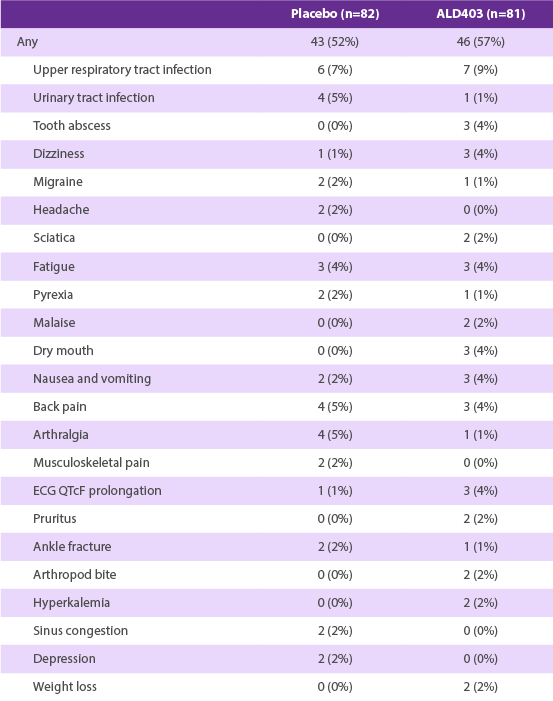 Placebo (n=82) ALD403 (n=81)
Any 43 (52%) 46 (57%)
Upper respiratory tract infection 6 (7%) 7 (9%)
Urinary tract infection 4 (5%) 1 (1%)
Tooth abscess 0 (0%) 3 (4%)
Dizziness 1 (1%) 3 (4%)
Migraine 2 (2%) 1 (1%)
Headache 2 (2%) 0 (0%)
Sciatica 0 (0%) 2 (2%)
Fatigue 3 (4%) 3 (4%)
Pyrexia 2 (2%) 1 (1%)
Malaise 0 (0%) 2 (2%)
Dry mouth 0 (0%) 3 (4%)
Nausea and vomiting 2 (2%) 3 (4%)
Back pain 4 (5%) 3 (4%)
Arthralgia 4 (5%) 1 (1%)
Musculoskeletal pain 2 (2%) 0 (0%)
ECG QTcF prolongation 1 (1%) 3 (4%)
Pruritus 0 (0%) 2 (2%)
Ankle fracture 2 (2%) 1 (1%)
Arthropod bite 0 (0%) 2 (2%)
Hyperkalemia 0 (0%) 2 (2%)
Sinus congestion 2 (2%) 0 (0%)
Depression 2 (2%) 0 (0%)
Weight loss 0 (0%) 2 (2%)